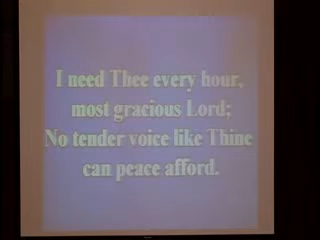 I need Thee every hour,
most gracious Lord;
No tender voice like Thine
can peace afford.